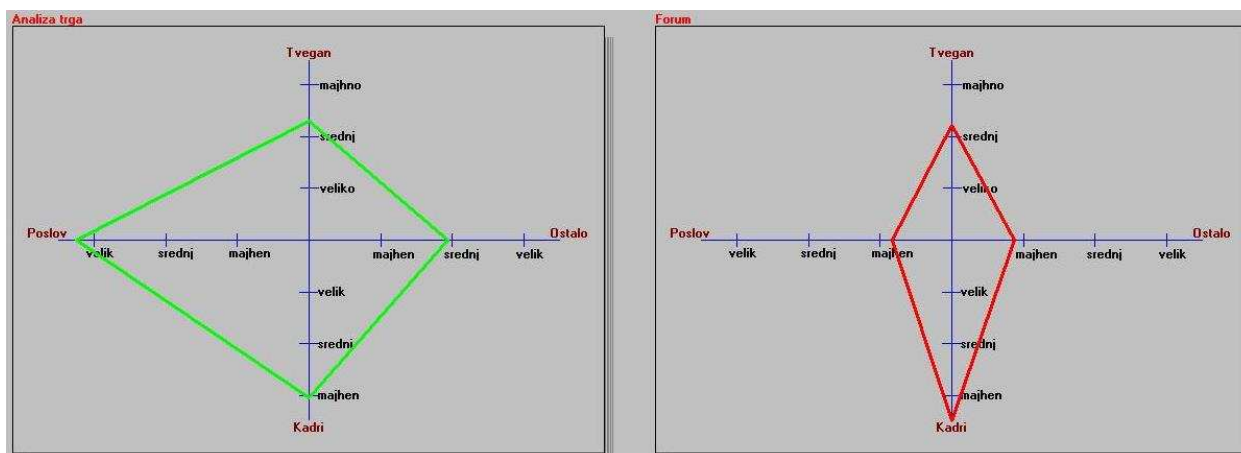 Analiza trga
Tvegan
majhno
srednj
veliko
Poslov
Ostalo
velik
srednj
majhen
majhen
srednj
velik
velik
srednj
majhen
Kadri
Forum
Tvegan
majhno
srednj
veliko
Poslov
Ostalo
velik
srednj
majhen
majhen
srednj
velik
velik
srednj
majhen
Kadri